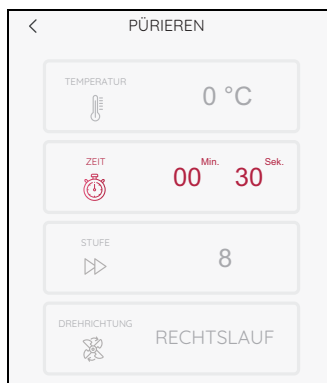 PÜRIEREN
TEMPERATUR
0 °C
ZEIT
00 Min. 30 Sek.
STUFE
8
DREHRICHTUNG
RECHTSLAUF